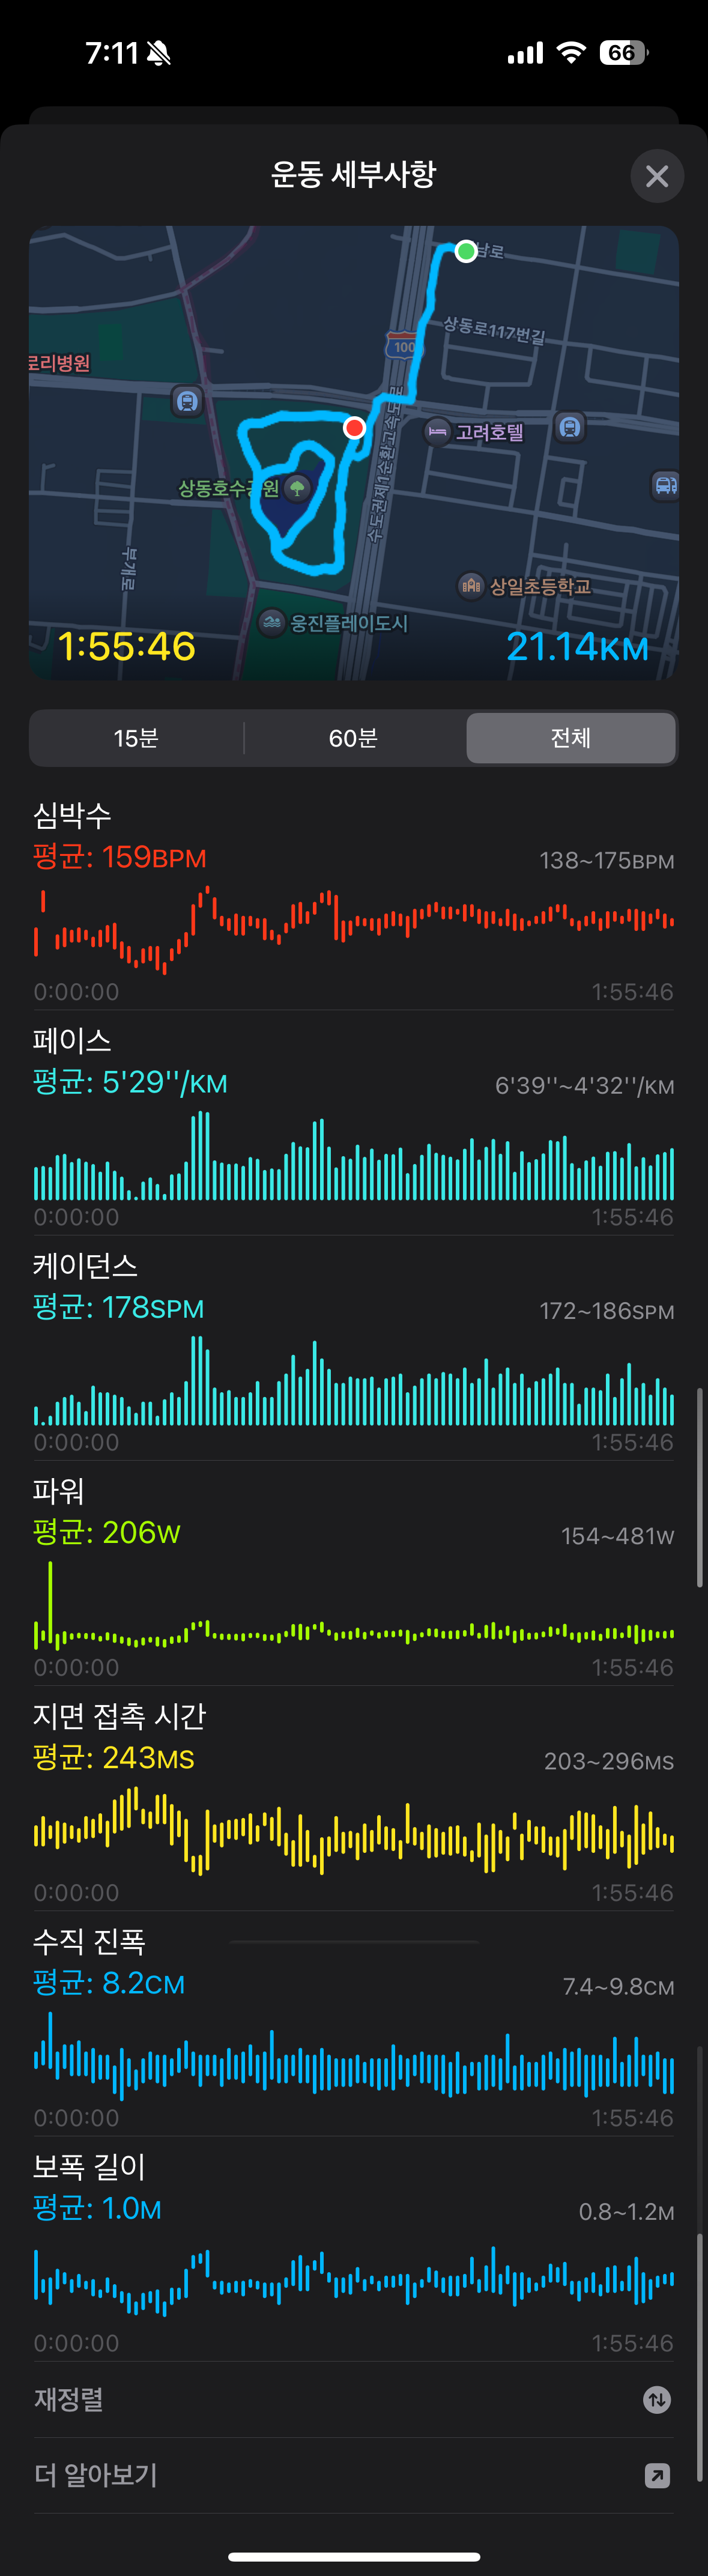 7:11
66
운동 세부사항
남로
상동로117번길
100
로리병원
고려호텔
수도권제1순환고속도로
상동호수공원
부개로
상일초등학교
웅진플레이도시
1:55:46
21.14KM
15분
60분
전체
심박수
평균: 159BPM
138~175BPM
0:00:00
1:55:46
페이스
평균: 5'29''/KM
6'39''~4'32''/KM
0:00:00
1:55:46
케이던스
평균: 178SPM
172~186SPM
0:00:00
1:55:46
파워
평균: 206W
154~481W
0:00:00
1:55:46
지면 접촉 시간
평균: 243MS
203~296MS
0:00:00
1:55:46
수직 진폭
평균: 8.2CM
7.4~9.8CM
0:00:00
1:55:46
보폭 길이
평균: 1.0M
0.8~1.2M
0:00:00
1:55:46
재정렬
더 알아보기